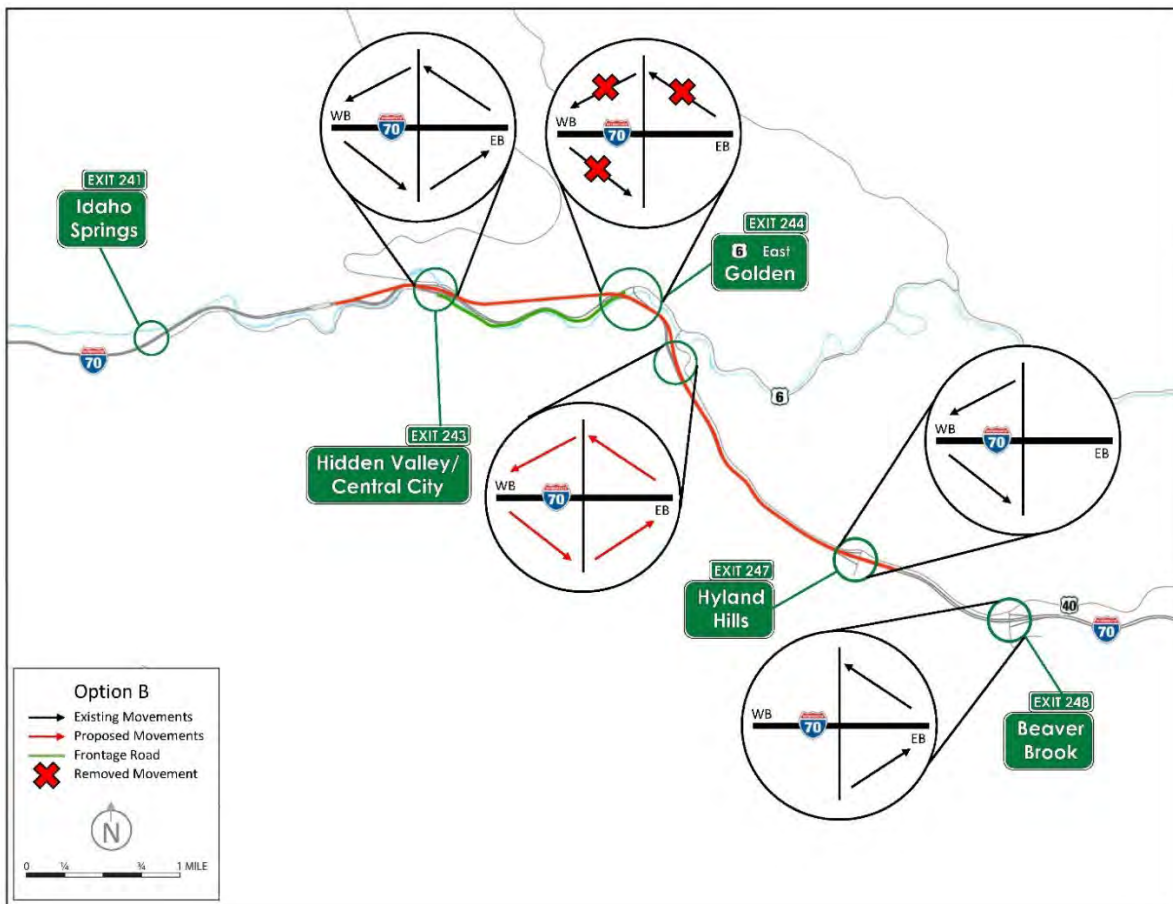 WB
70
EB
WB
70
EB
EXIT 241
Idaho
Springs
EXIT 244
6 East
Golden
70
6
EXIT 243
Hidden Valley/
Central City
WB
70
EB
70
EB
WB
EXIT 247
Hyland
Hills
40
70
WB
70
EB
EXIT 248
Beaver
Brook
Option B
Existing Movements
Proposed Movements
Frontage Road
Removed Movement
N
0 ¼ ¾ 1 MILE